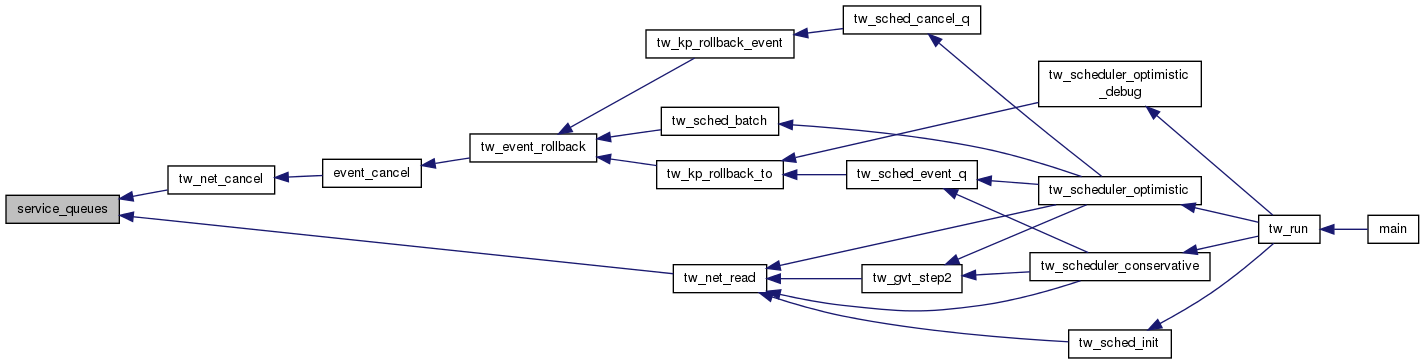 tw_sched_cancel_q
tw_kp_rollback_event
tw_scheduler_optimistic
_debug
tw_sched_batch
tw_event_rollback
event_cancel
tw_net_cancel
tw_kp_rollback_to
tw_sched_event_q
tw_scheduler_optimistic
service_queues
tw_run
main
tw_net_read
tw_gvt_step2
tw_scheduler_conservative
tw_sched_init